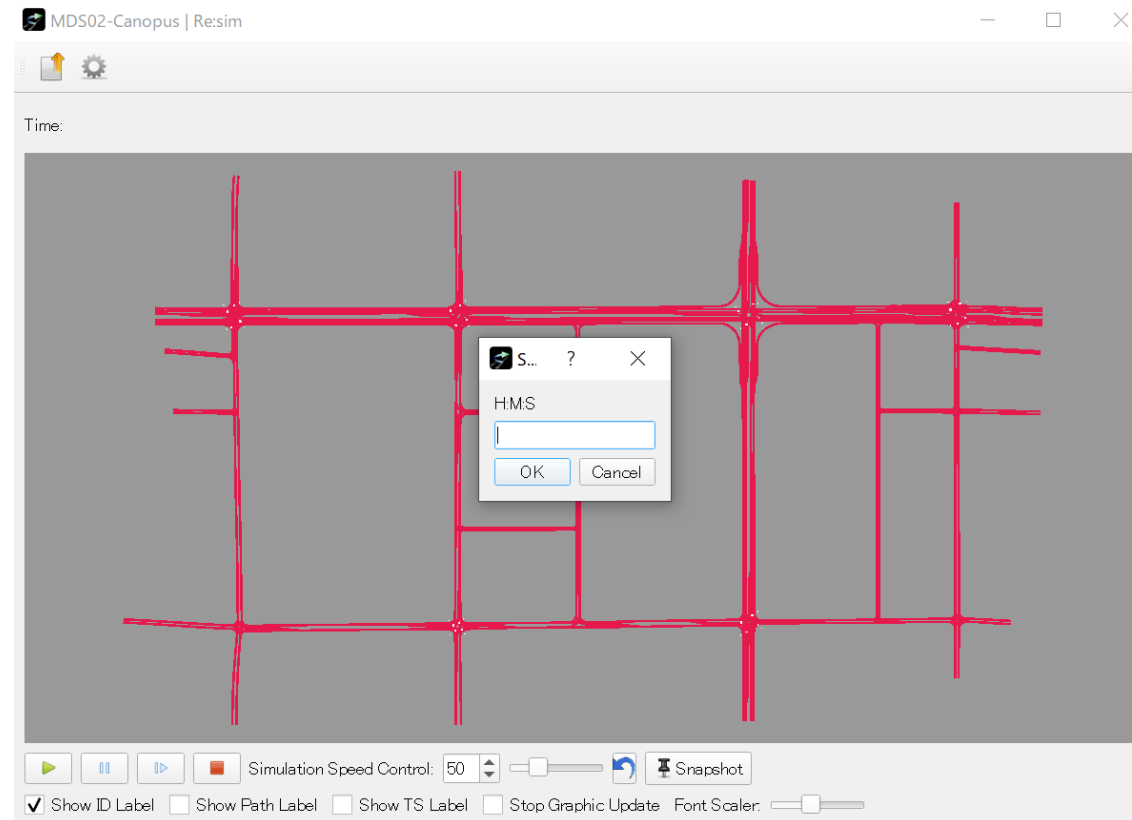 MDS02-Canopus | Re:sim
Time:
S... ?
H:M:S
OK Cancel
Simulation Speed Control: 50 Snapshot
Show ID Label Show Path Label Show TS Label Stop Graphic Update Font Scaler: